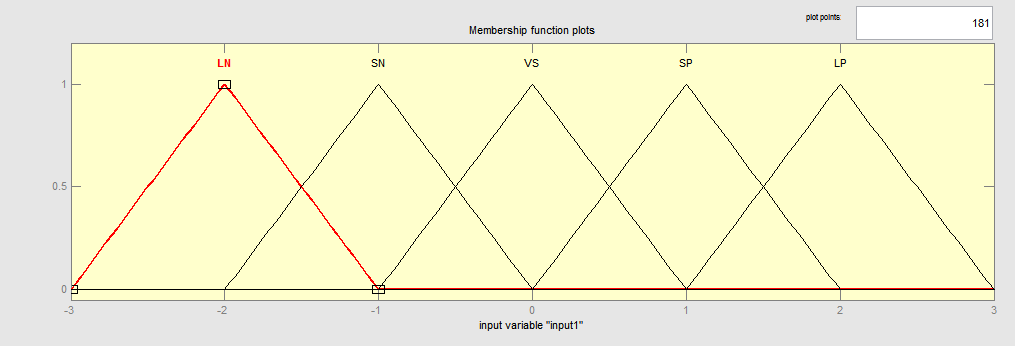 plot points:
181
Membership function plots
LN SN VS SP LP
1
0.5
0
-3 -2 -1 0 1 2 3
input variable "input1"